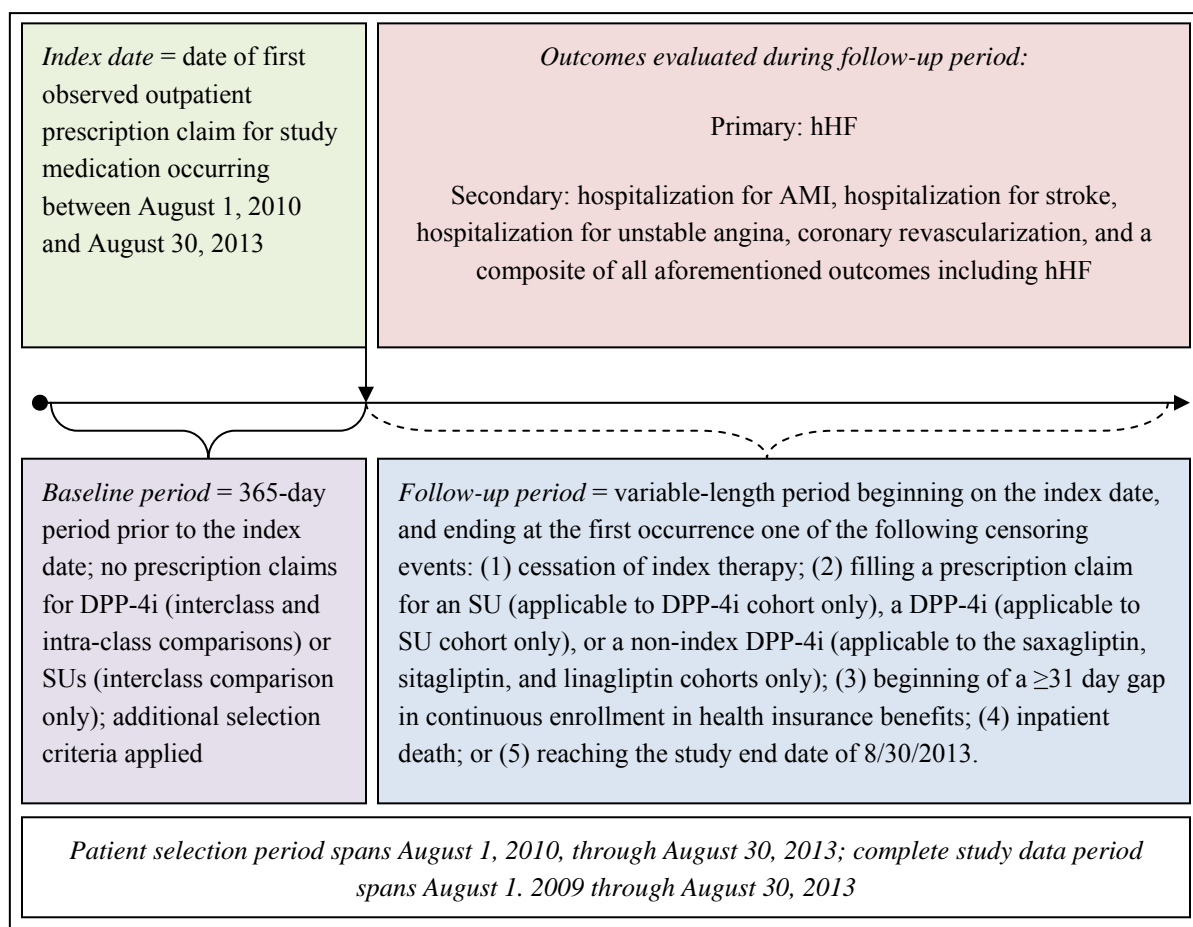 Index date = date of first
observed outpatient
prescription claim for study
medication occurring
between August 1, 2010
and August 30, 2013
Outcomes evaluated during follow-up period:
Primary: hHF
Secondary: hospitalization for AMI, hospitalization for stroke,
hospitalization for unstable angina, coronary revascularization, and a
composite of all aforementioned outcomes including hHF
Baseline period = 365-day
period prior to the index
date; no prescription claims
for DPP-4i (interclass and
intra-class comparisons) or
SUs (interclass comparison
only); additional selection
criteria applied
Follow-up period = variable-length period beginning on the index date,
and ending at the first occurrence one of the following censoring
events: (1) cessation of index therapy; (2) filling a prescription claim
for an SU (applicable to DPP-4i cohort only), a DPP-4i (applicable to
SU cohort only), or a non-index DPP-4i (applicable to the saxagliptin,
sitagliptin, and linagliptin cohorts only); (3) beginning of a ≥31 day gap
in continuous enrollment in health insurance benefits; (4) inpatient
death; or (5) reaching the study end date of 8/30/2013.
Patient selection period spans August 1, 2010, through August 30, 2013; complete study data period
spans August 1. 2009 through August 30, 2013